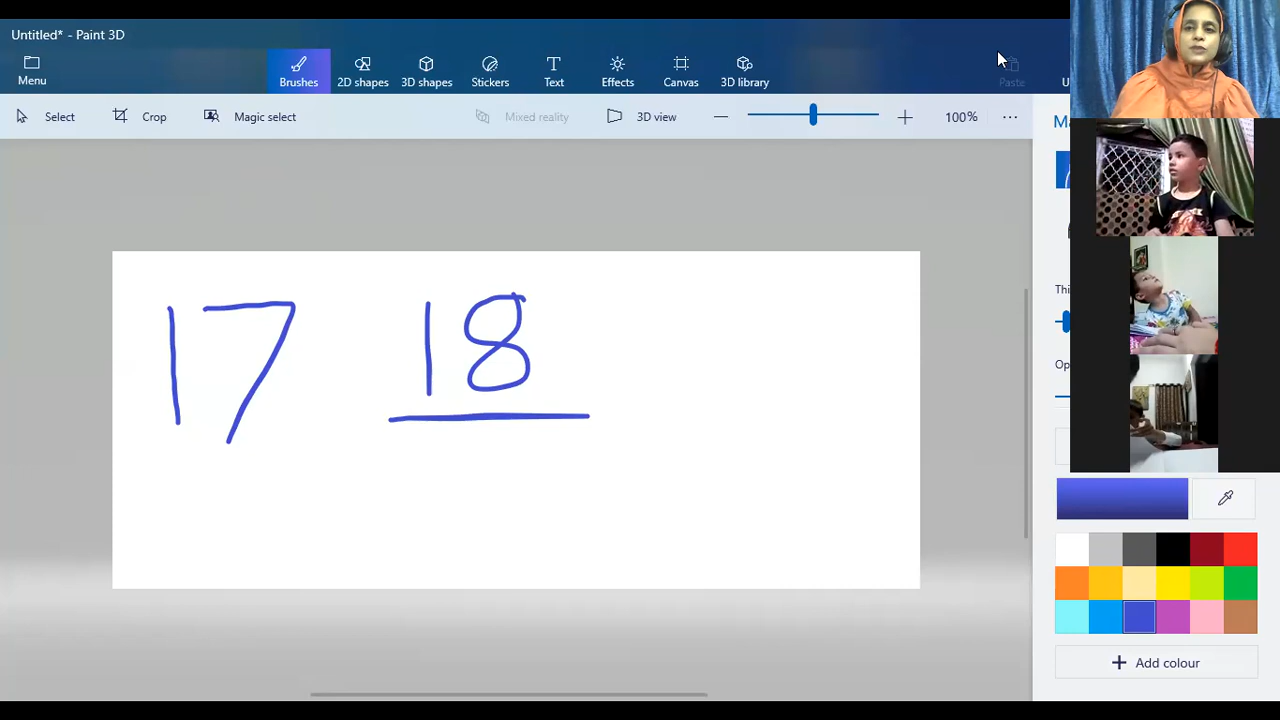 Untitled* - Paint 3D
Menu
Brushes 2D shapes 3D shapes Stickers Text Effects Canvas 3D library Paste
Select Crop Magic select Mixed reality 3D view 100%
17 18
Add colour